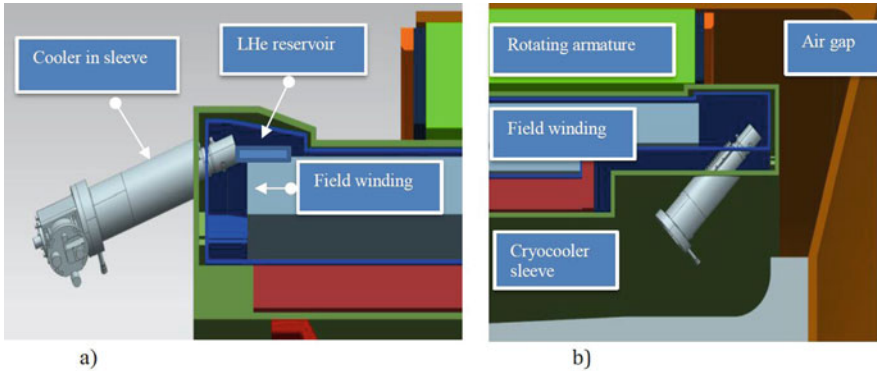 Cooler in sleeve
LHe reservoir
Field winding
a)
Rotating armature
Air gap
Field winding
Cryocooler
sleeve
b)